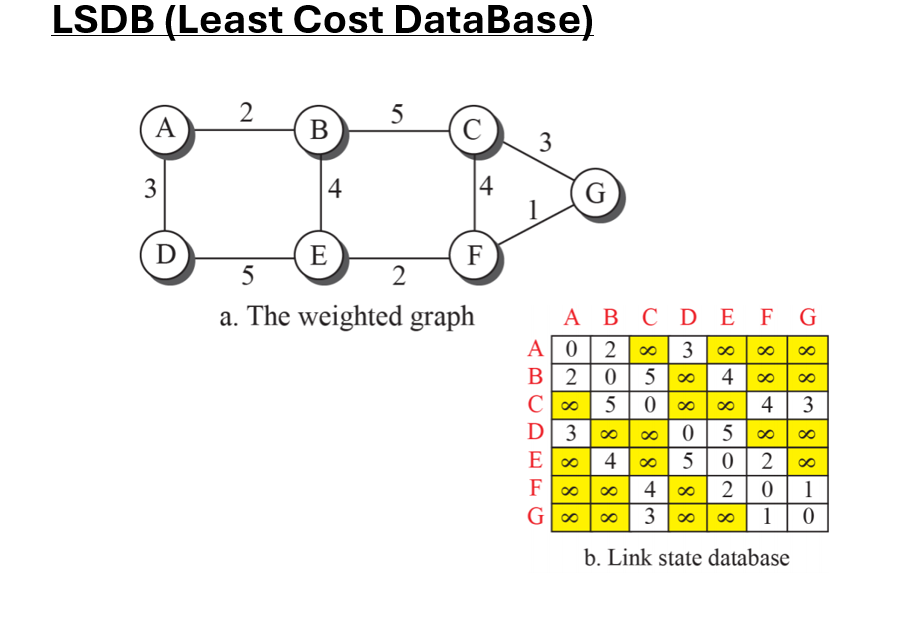 LSDB (Least Cost DataBase)
2 5
A B C
3
3 4 4 G
1
D E F
5 2
a. The weighted graph
A B C D E F G
A 0 2 ∞ 3 ∞ ∞ ∞
B 2 0 5 ∞ 4 ∞ ∞
C ∞ 5 0 ∞ ∞ 4 3
D 3 ∞ ∞ 0 5 ∞ ∞
E ∞ 4 ∞ 5 0 2 ∞
F ∞ ∞ 4 ∞ 2 0 1
G ∞ ∞ 3 ∞ ∞ 1 0
b. Link state database